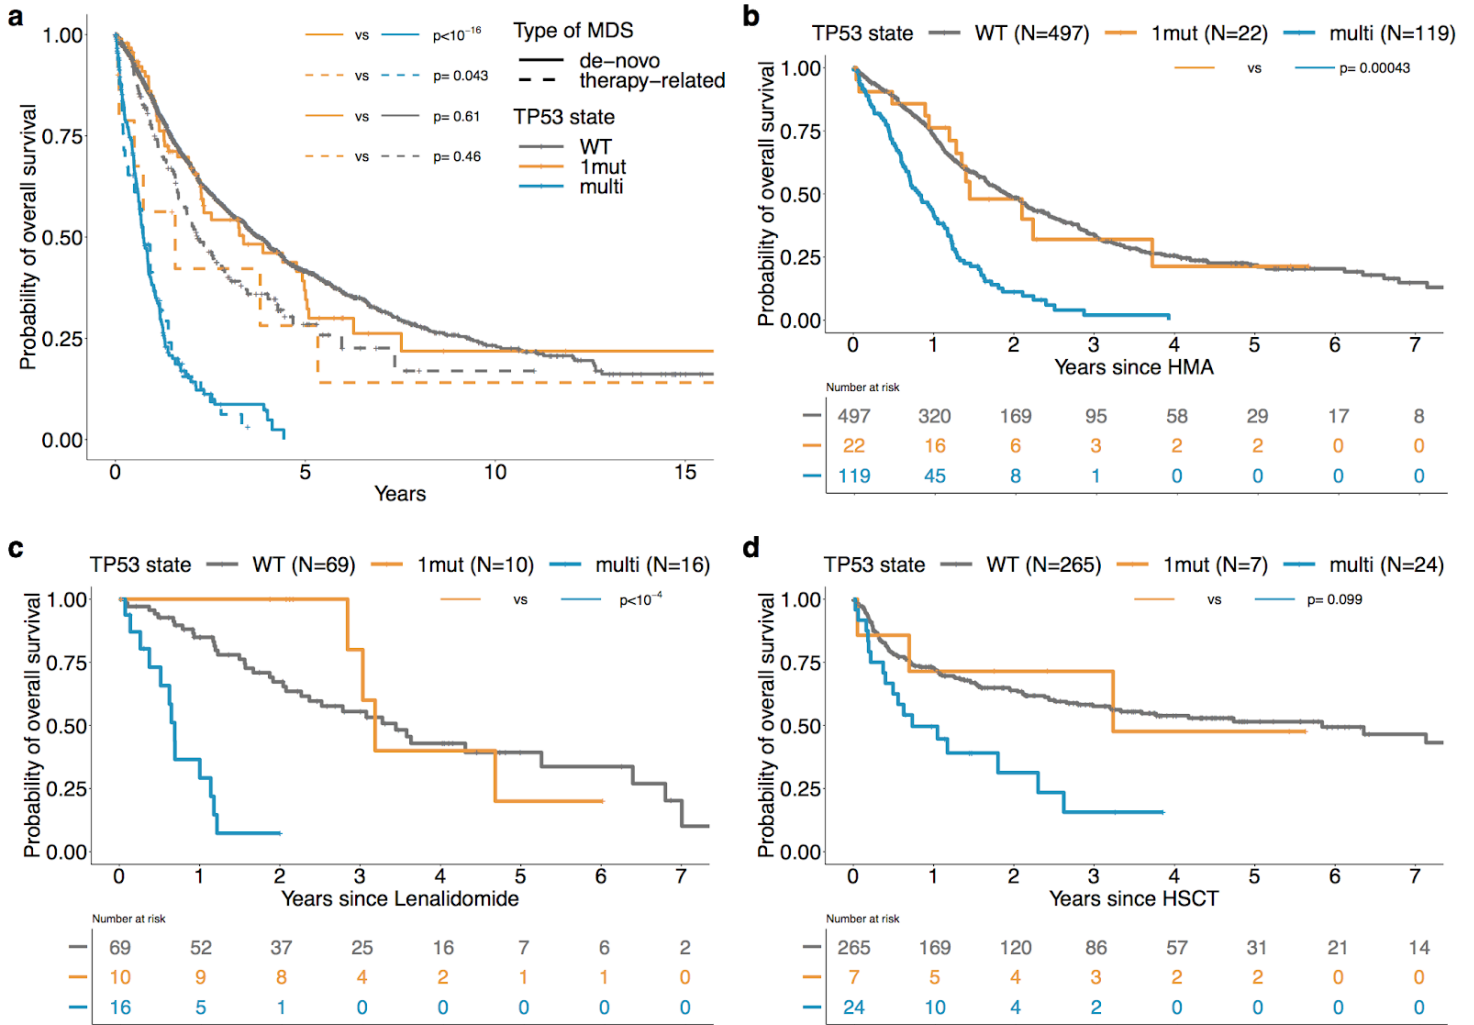 a
Probability of overall survival
1.00
0.75
0.50
0.25
0.00
0 5 10 15
Years
vs p<10⁻¹⁶
vs p= 0.043
vs p= 0.61
vs p= 0.46
Type of MDS
de-novo
therapy-related
TP53 state
WT
1mut
multi
b
TP53 state WT (N=497) 1mut (N=22) multi (N=119)
vs p= 0.00043
Probability of overall survival
1.00
0.75
0.50
0.25
0.00
0 1 2 3 4 5 6 7
Years since HMA
Number at risk
497 320 169 95 58 29 17 8
22 16 6 3 2 2 0 0
119 45 8 1 0 0 0 0
c
TP53 state WT (N=69) 1mut (N=10) multi (N=16)
vs p<10⁻⁴
Probability of overall survival
1.00
0.75
0.50
0.25
0.00
0 1 2 3 4 5 6 7
Years since Lenalidomide
Number at risk
69 52 37 25 16 7 6 2
10 9 8 4 2 1 1 0
16 5 1 0 0 0 0 0
d
TP53 state WT (N=265) 1mut (N=7) multi (N=24)
vs p= 0.099
Probability of overall survival
1.00
0.75
0.50
0.25
0.00
0 1 2 3 4 5 6 7
Years since HSCT
Number at risk
265 169 120 86 57 31 21 14
7 5 4 3 2 2 0 0
24 10 4 2 0 0 0 0